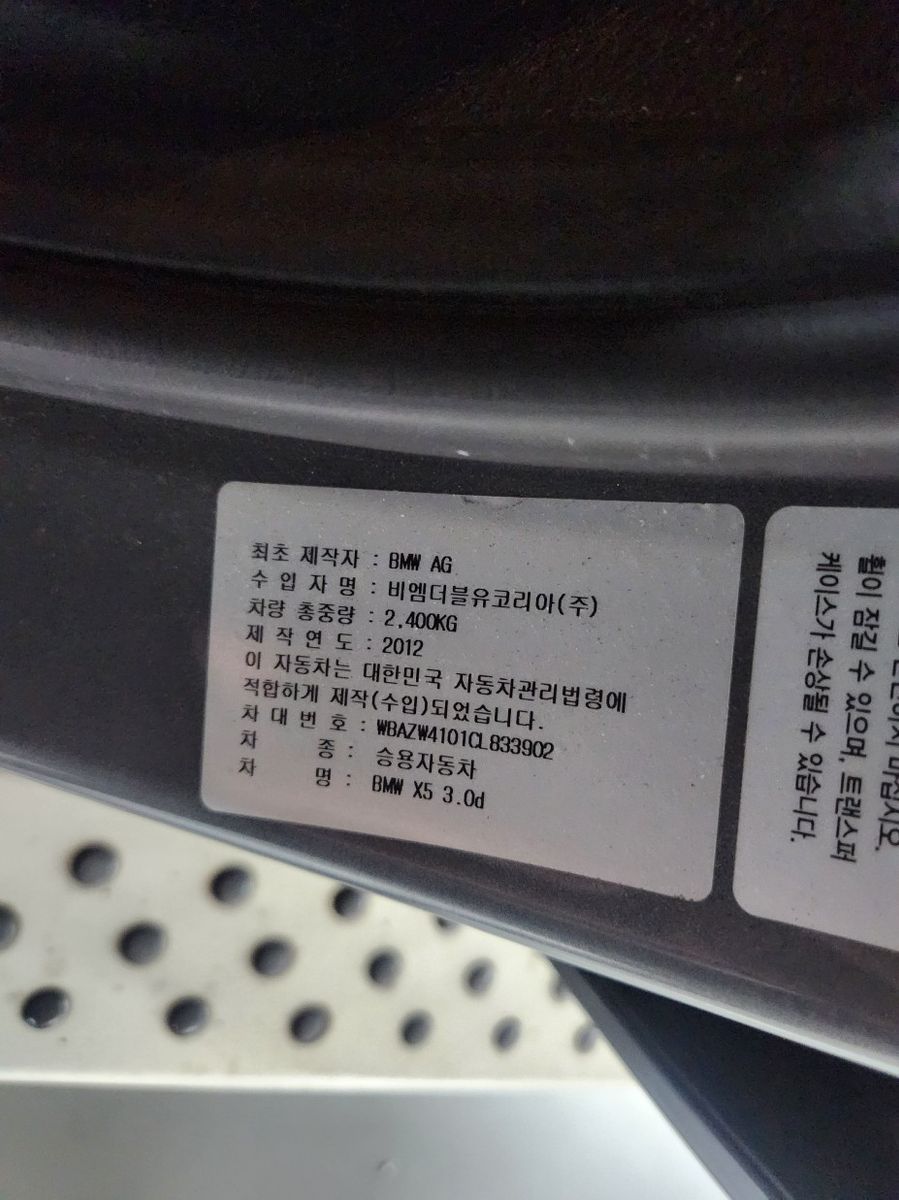 최초 제작자 : BMW AG
수 입 자 명 : 비엠더블유코리아(주)
차량 총중량 : 2,400KG
제 작 연 도 : 2012
이 자동차는 대한민국 자동차관리법령에
적합하게 제작(수입)되었습니다.
차 대 번 호 : WBAZW4101CL833902
차 종 : 승용자동차
차 명 : BMW X5 3.0d
마십시오.
휠이 잠길 수 있으며, 트랜스퍼
케이스가 손상될 수 있습니다.